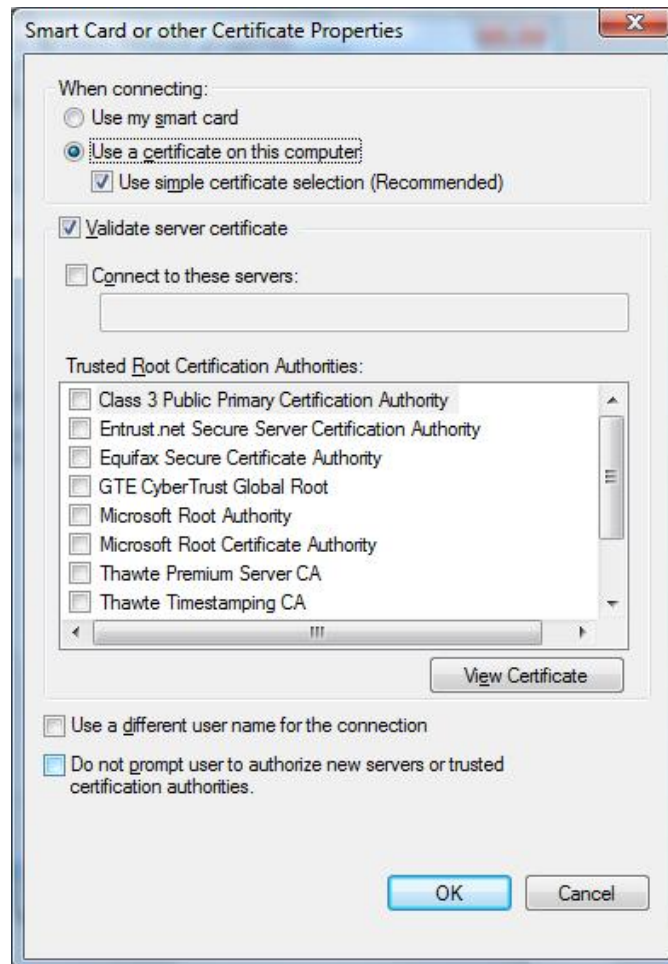 Smart Card or other Certificate Properties
When connecting:
Use my smart card
Use a certificate on this computer
Use simple certificate selection (Recommended)
Validate server certificate
Connect to these servers:
Trusted Root Certification Authorities:
Class 3 Public Primary Certification Authority
Entrust.net Secure Server Certification Authority
Equifax Secure Certificate Authority
GTE CyberTrust Global Root
Microsoft Root Authority
Microsoft Root Certificate Authority
Thawte Premium Server CA
Thawte Timestamping CA
View Certificate
Use a different user name for the connection
Do not prompt user to authorize new servers or trusted
certification authorities.
OK Cancel